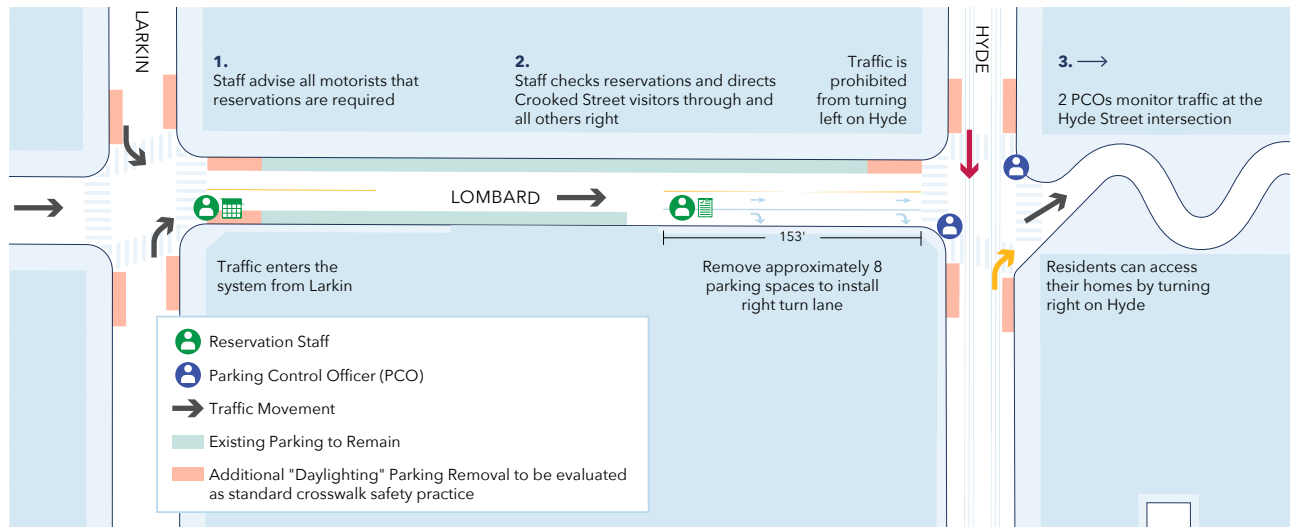 LARKIN
1.
Staff advise all motorists that
reservations are required
2.
Staff checks reservations and directs
Crooked Street visitors through and
all others right
Traffic is
prohibited
from turning
left on Hyde
HYDE
3.
2 PCOs monitor traffic at the
Hyde Street intersection
LOMBARD
153'
Traffic enters the
system from Larkin
Remove approximately 8
parking spaces to install
right turn lane
Residents can access
their homes by turning
right on Hyde
Reservation Staff
Parking Control Officer (PCO)
Traffic Movement
Existing Parking to Remain
Additional "Daylighting" Parking Removal to be evaluated
as standard crosswalk safety practice